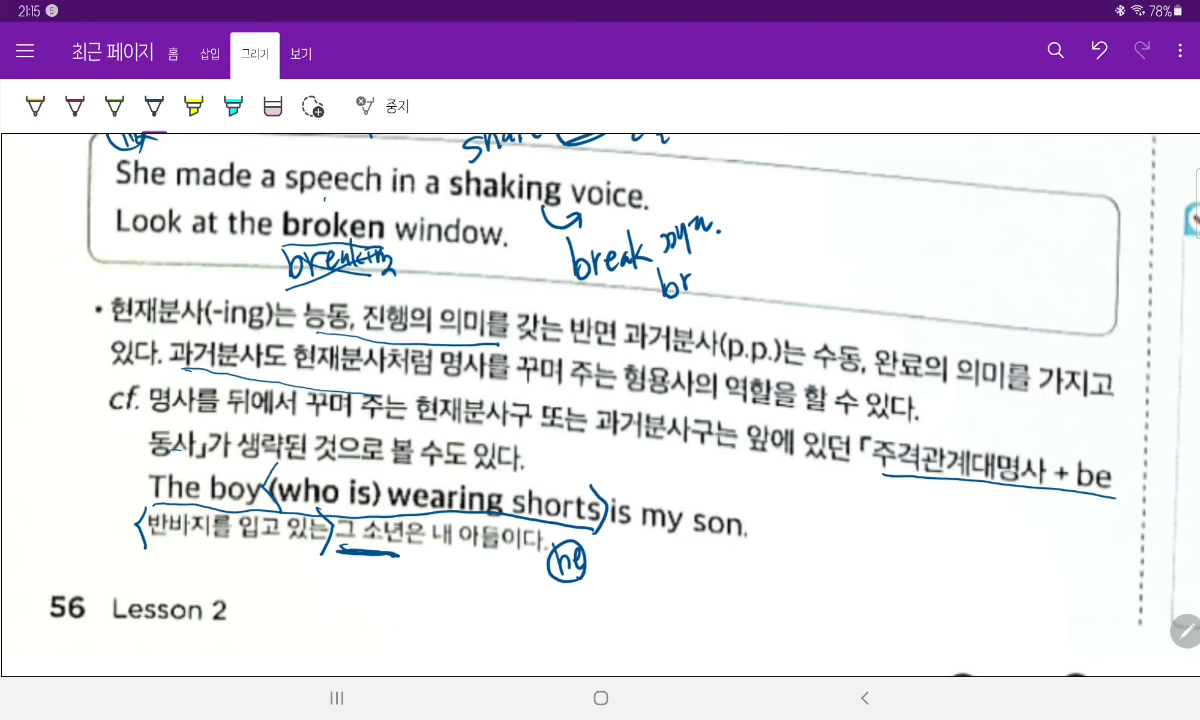 21:15 S 78%
최근 페이지 홈 삽입 그리기 보기
중지
She made a speech in a shaking voice.
Look at the broken window.
break
br
• 현재분사(-ing)는 능동, 진행의 의미를 갖는 반면 과거분사(p.p.)는 수동, 완료의 의미를 가지고
있다. 과거분사도 현재분사처럼 명사를 꾸며 주는 형용사의 역할을 할 수 있다.
cf. 명사를 뒤에서 꾸며 주는 현재분사구 또는 과거분사구는 앞에 있던 「주격관계대명사 + be
동사」가 생략된 것으로 볼 수도 있다.
The boy (who is) wearing shorts is my son.
반바지를 입고 있는 그 소년은 내 아들이다.
he
56 Lesson 2